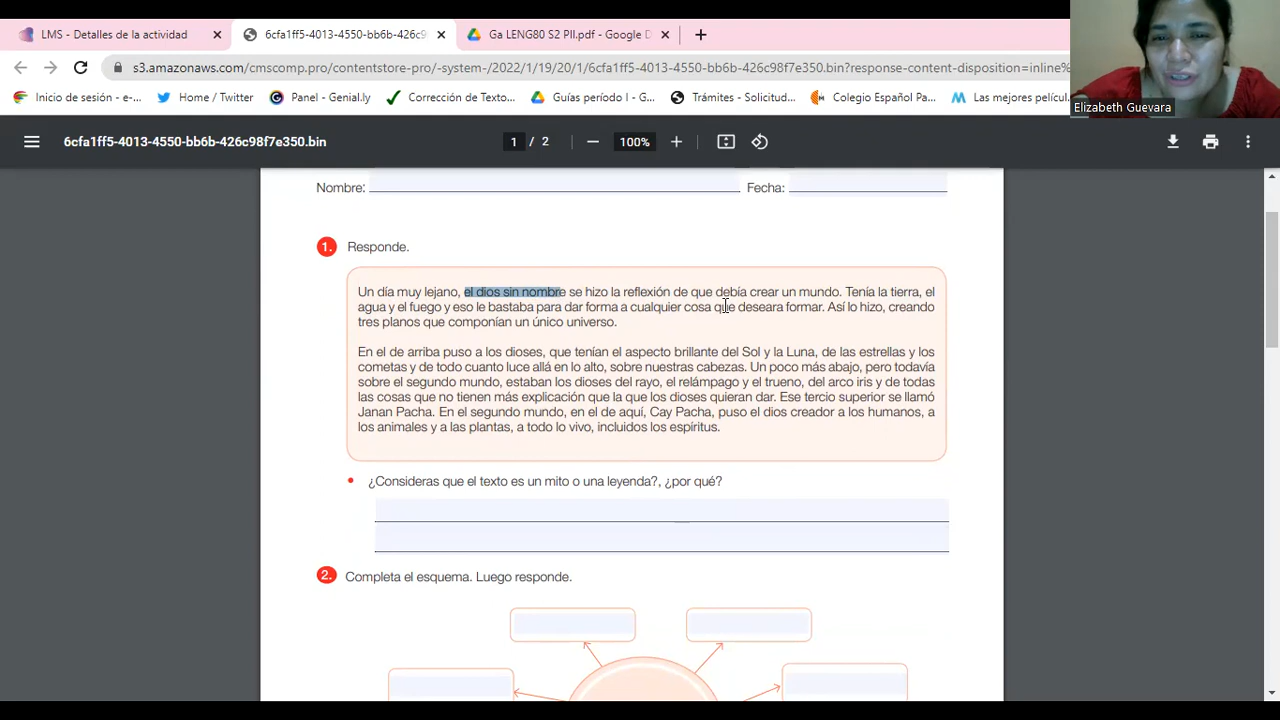 LMS - Detalles de la actividad
6cfa1ff5-4013-4550-bb6b-426c9
Ga LENG80 S2 PII.pdf - Google D
s3.amazonaws.com/cmscomp.pro/contentstore-pro/-system-/2022/1/19/20/1/6cfa1ff5-4013-4550-bb6b-426c98f7e350.bin?response-content-disposition=inline%
Inicio de sesión - e-...
Home / Twitter
Panel - Genial.ly
Corrección de Texto...
Guías período I - G...
Trámites - Solicitud...
Colegio Español Pa...
Las mejores pelícu...
Elizabeth Guevara
6cfa1ff5-4013-4550-bb6b-426c98f7e350.bin
1 / 2
100%
Nombre:
Fecha:
1. Responde.
Un día muy lejano, el dios sin nombre se hizo la reflexión de que debía crear un mundo. Tenía la tierra, el
agua y el fuego y eso le bastaba para dar forma a cualquier cosa que deseara formar. Así lo hizo, creando
tres planos que componían un único universo.
En el de arriba puso a los dioses, que tenían el aspecto brillante del Sol y la Luna, de las estrellas y los
cometas y de todo cuanto luce allá en lo alto, sobre nuestras cabezas. Un poco más abajo, pero todavía
sobre el segundo mundo, estaban los dioses del rayo, el relámpago y el trueno, del arco iris y de todas
las cosas que no tienen más explicación que la que los dioses quieran dar. Ese tercio superior se llamó
Janan Pacha. En el segundo mundo, en el de aquí, Cay Pacha, puso el dios creador a los humanos, a
los animales y a las plantas, a todo lo vivo, incluidos los espíritus.
• ¿Consideras que el texto es un mito o una leyenda?, ¿por qué?
2. Completa el esquema. Luego responde.